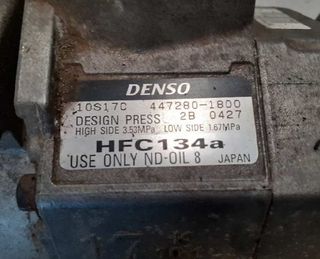 DENSO
10S17C 447280-1800
DESIGN PRESS. 2B 0427
HIGH SIDE 3.53MPa LOW SIDE 1.67MPa
HFC134a
USE ONLY ND-OIL 8 JAPAN